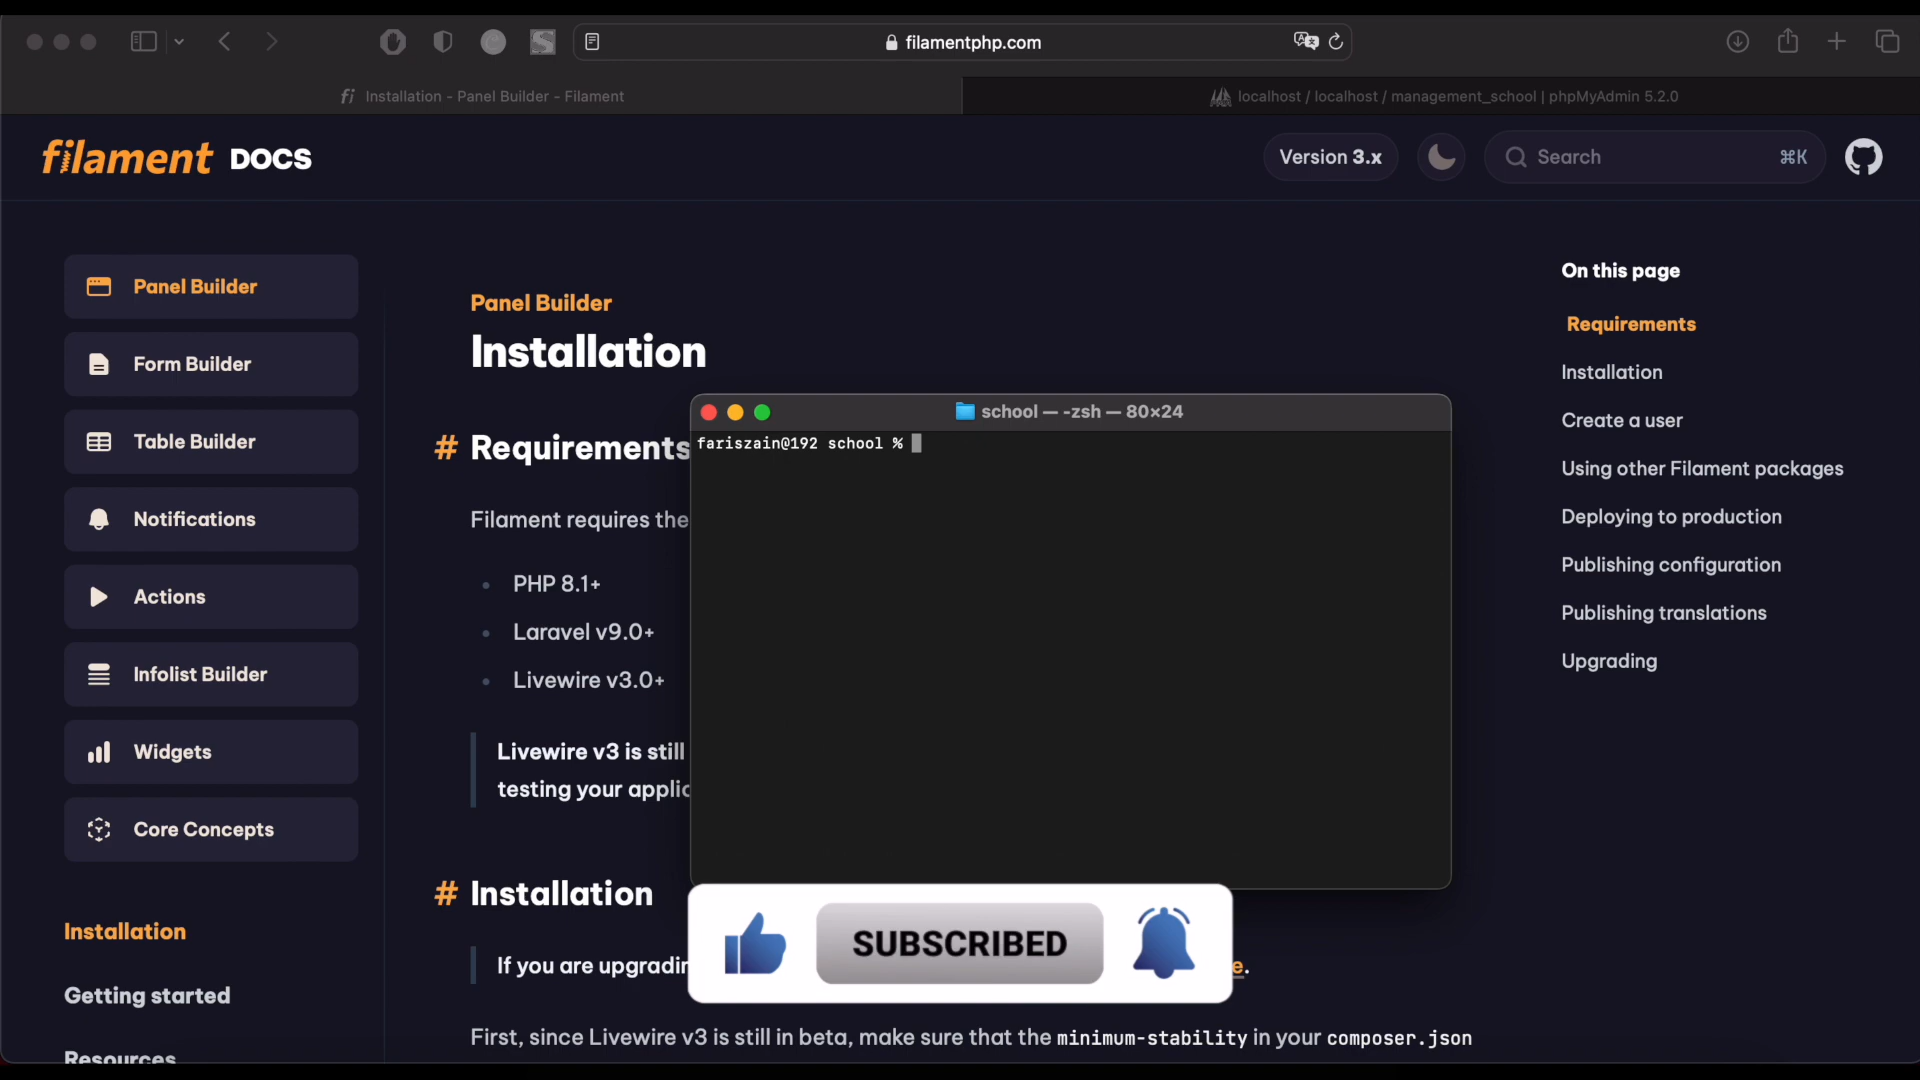 filamentphp.com
fi Installation - Panel Builder - Filament
localhost / localhost / management_school | phpMyAdmin 5.2.0
filament DOCS
Version 3.x
Search
⌘K
Panel Builder
Form Builder
Table Builder
Notifications
Actions
Infolist Builder
Widgets
Core Concepts
Installation
Getting started
Resources
Panel Builder
Installation
# Requirements
Filament requires the
• PHP 8.1+
• Laravel v9.0+
• Livewire v3.0+
Livewire v3 is still
testing your applic
# Installation
If you are upgradin
e.
First, since Livewire v3 is still in beta, make sure that the minimum-stability in your composer.json
school — -zsh — 80×24
fariszain@192 school %
SUBSCRIBED
On this page
Requirements
Installation
Create a user
Using other Filament packages
Deploying to production
Publishing configuration
Publishing translations
Upgrading